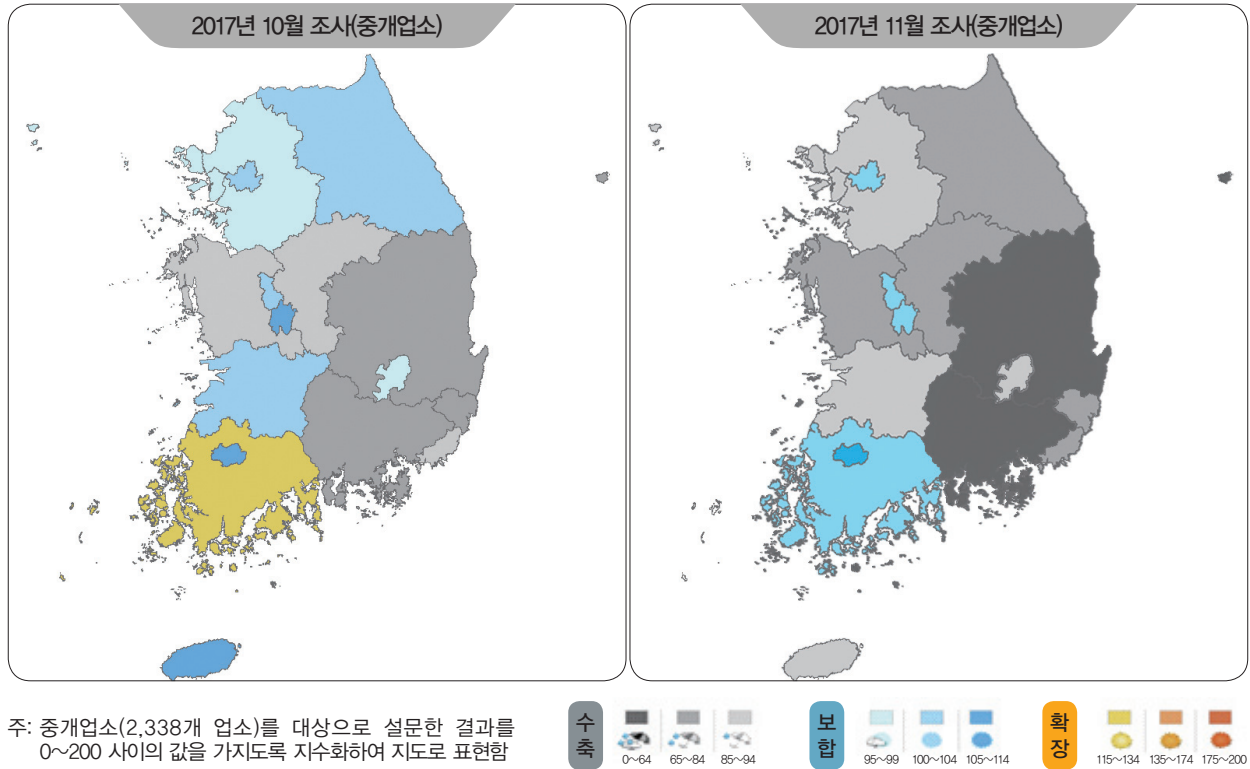 2017년 10월 조사(중개업소)
2017년 11월 조사(중개업소)
주: 중개업소(2,338개 업소)를 대상으로 설문한 결과를
0~200 사이의 값을 가지도록 지수화하여 지도로 표현함
수축
0~64 65~84 85~94
보합
95~99 100~104 105~114
확장
115~134 135~174 175~200